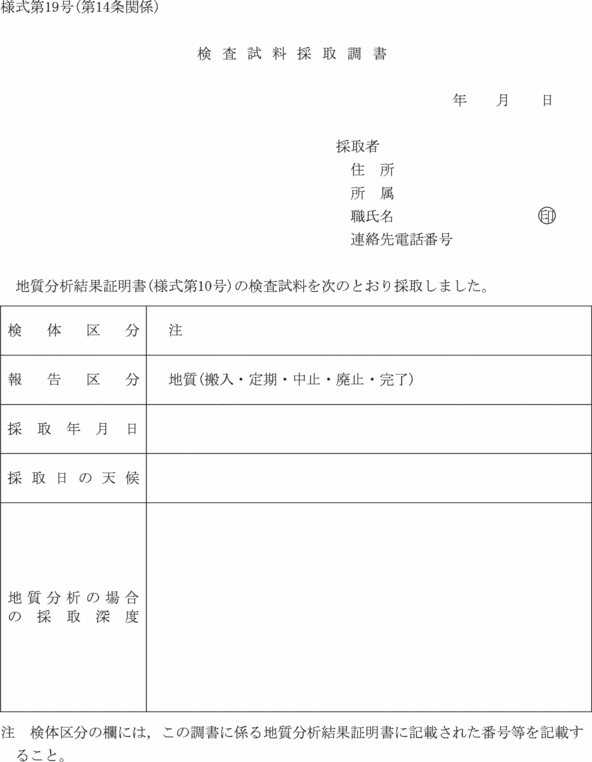 様式第19号(第14条関係)
検査試料採取調書
年　月　日
採取者
住　所
所　属
職氏名　㊞
連絡先電話番号
地質分析結果証明書(様式第10号)の検査試料を次のとおり採取しました。
検体区分　注
報告区分　地質(搬入・定期・中止・廃止・完了)
採取年月日
採取日の天候
地質分析の場合
の採取深度
注　検体区分の欄には，この調書に係る地質分析結果証明書に記載された番号等を記載す
ること。